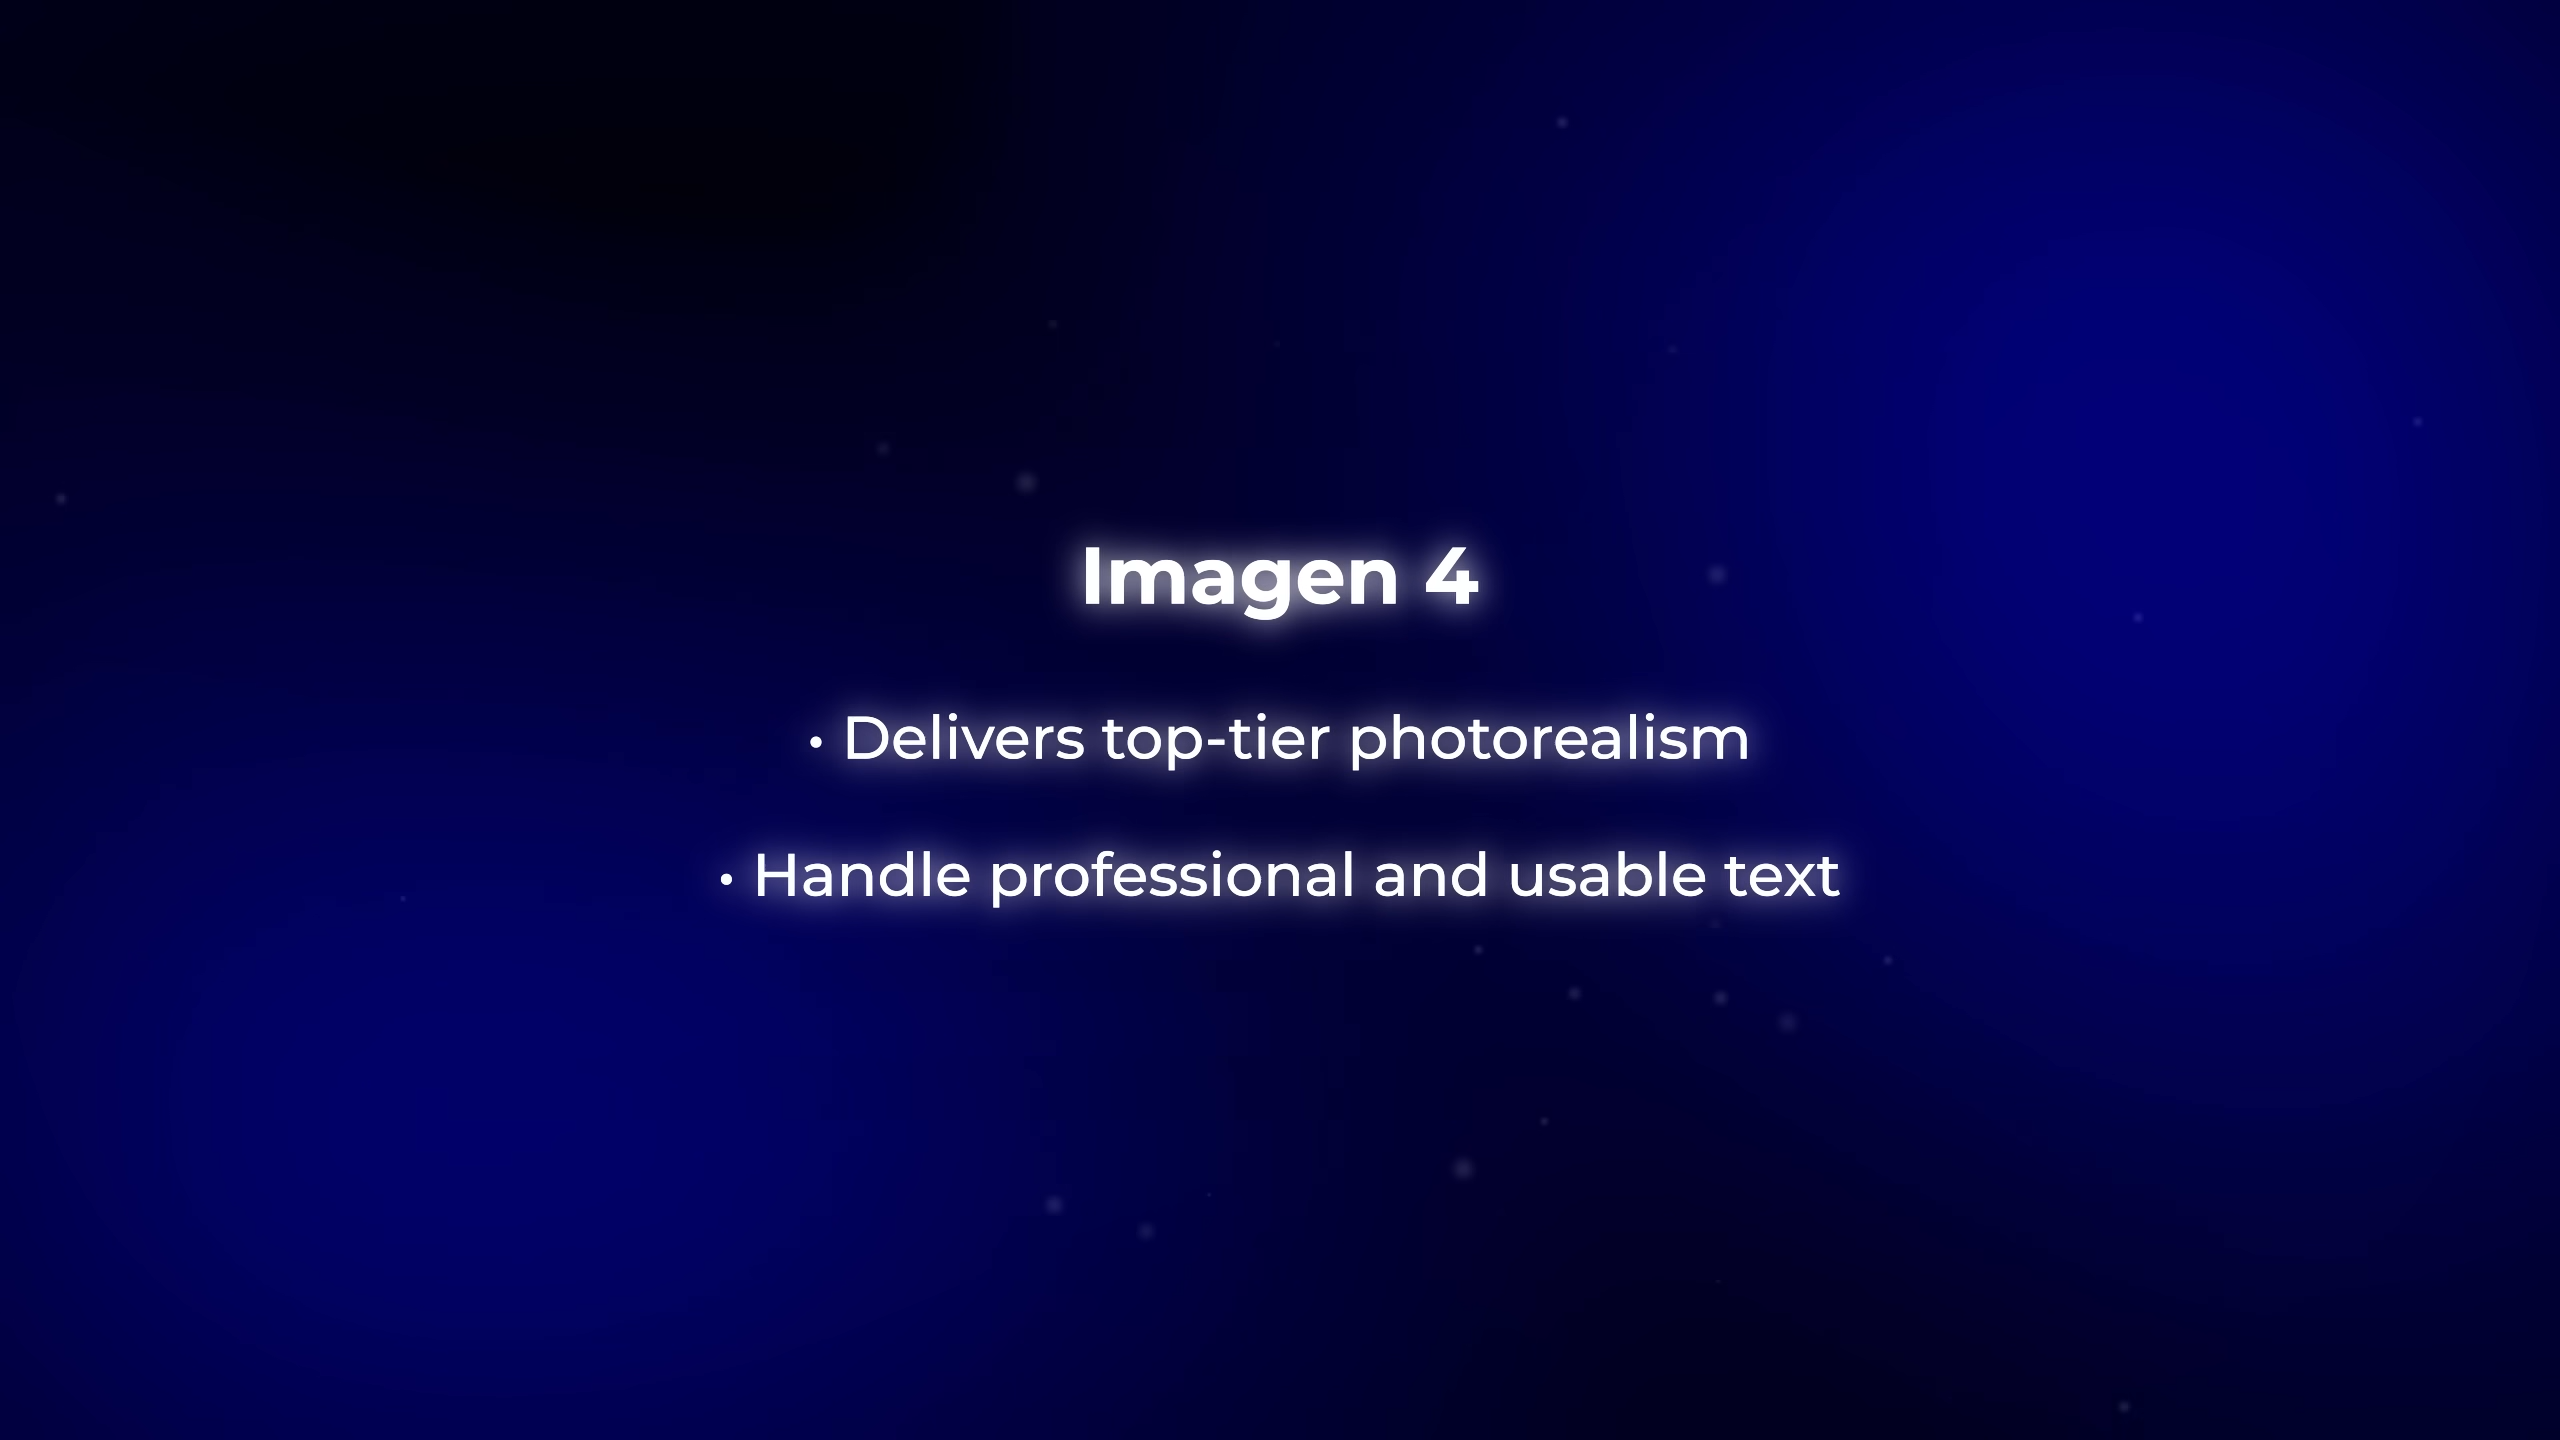 Imagen 4
• Delivers top-tier photorealism
• Handle professional and usable text